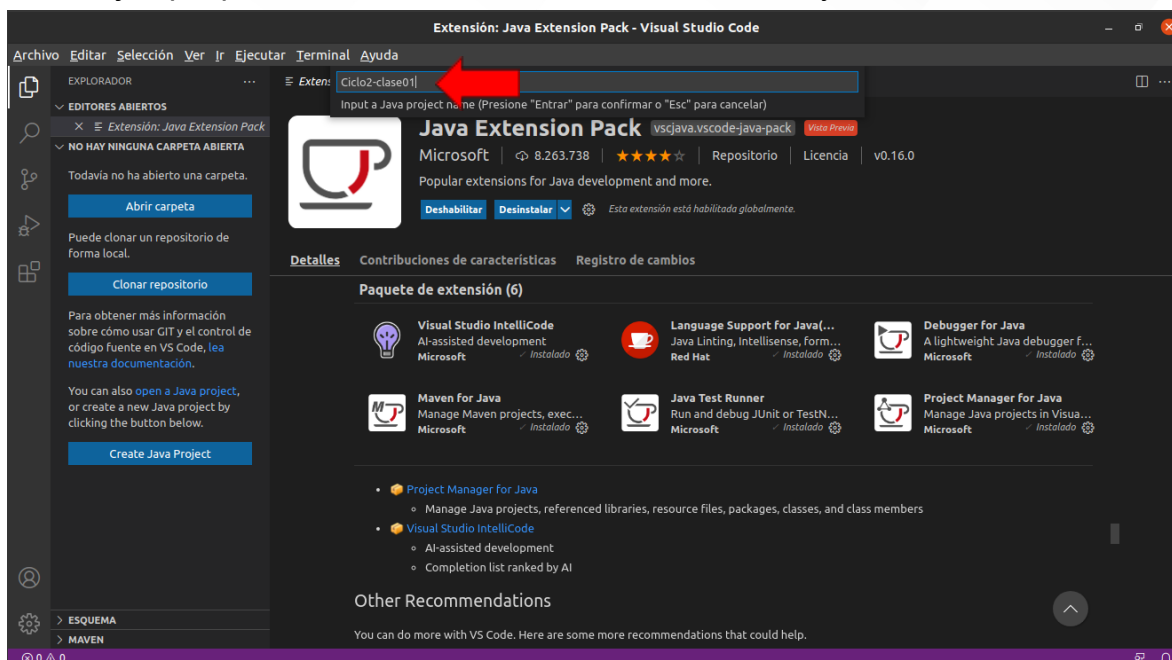 Extensión: Java Extension Pack - Visual Studio Code
Archivo Editar Selección Ver Ir Ejecutar Terminal Ayuda
EXPLORADOR
Ciclo2-clase01
Input a Java project name (Presione "Entrar" para confirmar o "Esc" para cancelar)
EDITORES ABIERTOS
Extensión: Java Extension Pack
NO HAY NINGUNA CARPETA ABIERTA
Todavía no ha abierto una carpeta.
Abrir carpeta
Puede clonar un repositorio de
forma local.
Clonar repositorio
Para obtener más información
sobre cómo usar GIT y el control de
código fuente en VS Code, lea
nuestra documentación.
You can also open a Java project,
or create a new Java project by
clicking the button below.
Create Java Project
ESQUEMA
MAVEN
Java Extension Pack vscjava.vscode-java-pack Vista Previa
Microsoft 8.263.738 Repositorio Licencia v0.16.0
Popular extensions for Java development and more.
Deshabilitar Desinstalar Esta extensión está habilitada globalmente.
Detalles Contribuciones de características Registro de cambios
Paquete de extensión (6)
Visual Studio IntelliCode
AI-assisted development
Microsoft Instalado
Language Support for Java(...
Java Linting, Intellisense, form...
Red Hat Instalado
Debugger for Java
A lightweight Java debugger f...
Microsoft Instalado
Maven for Java
Manage Maven projects, exec...
Microsoft Instalado
Java Test Runner
Run and debug JUnit or TestN...
Microsoft Instalado
Project Manager for Java
Manage Java projects in Visua...
Microsoft Instalado
Project Manager for Java
Manage Java projects, referenced libraries, resource files, packages, classes, and class members
Visual Studio IntelliCode
AI-assisted development
Completion list ranked by AI
Other Recommendations
You can do more with VS Code. Here are some more recommendations that could help.